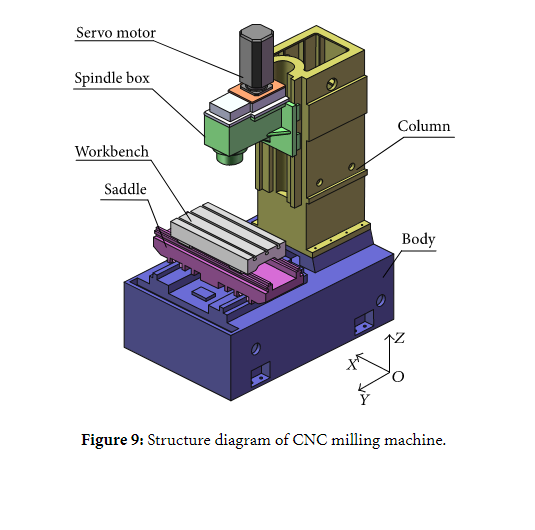 Servo motor
Spindle box
Workbench
Saddle
Column
Body
Z
X
O
Y
Figure 9: Structure diagram of CNC milling machine.